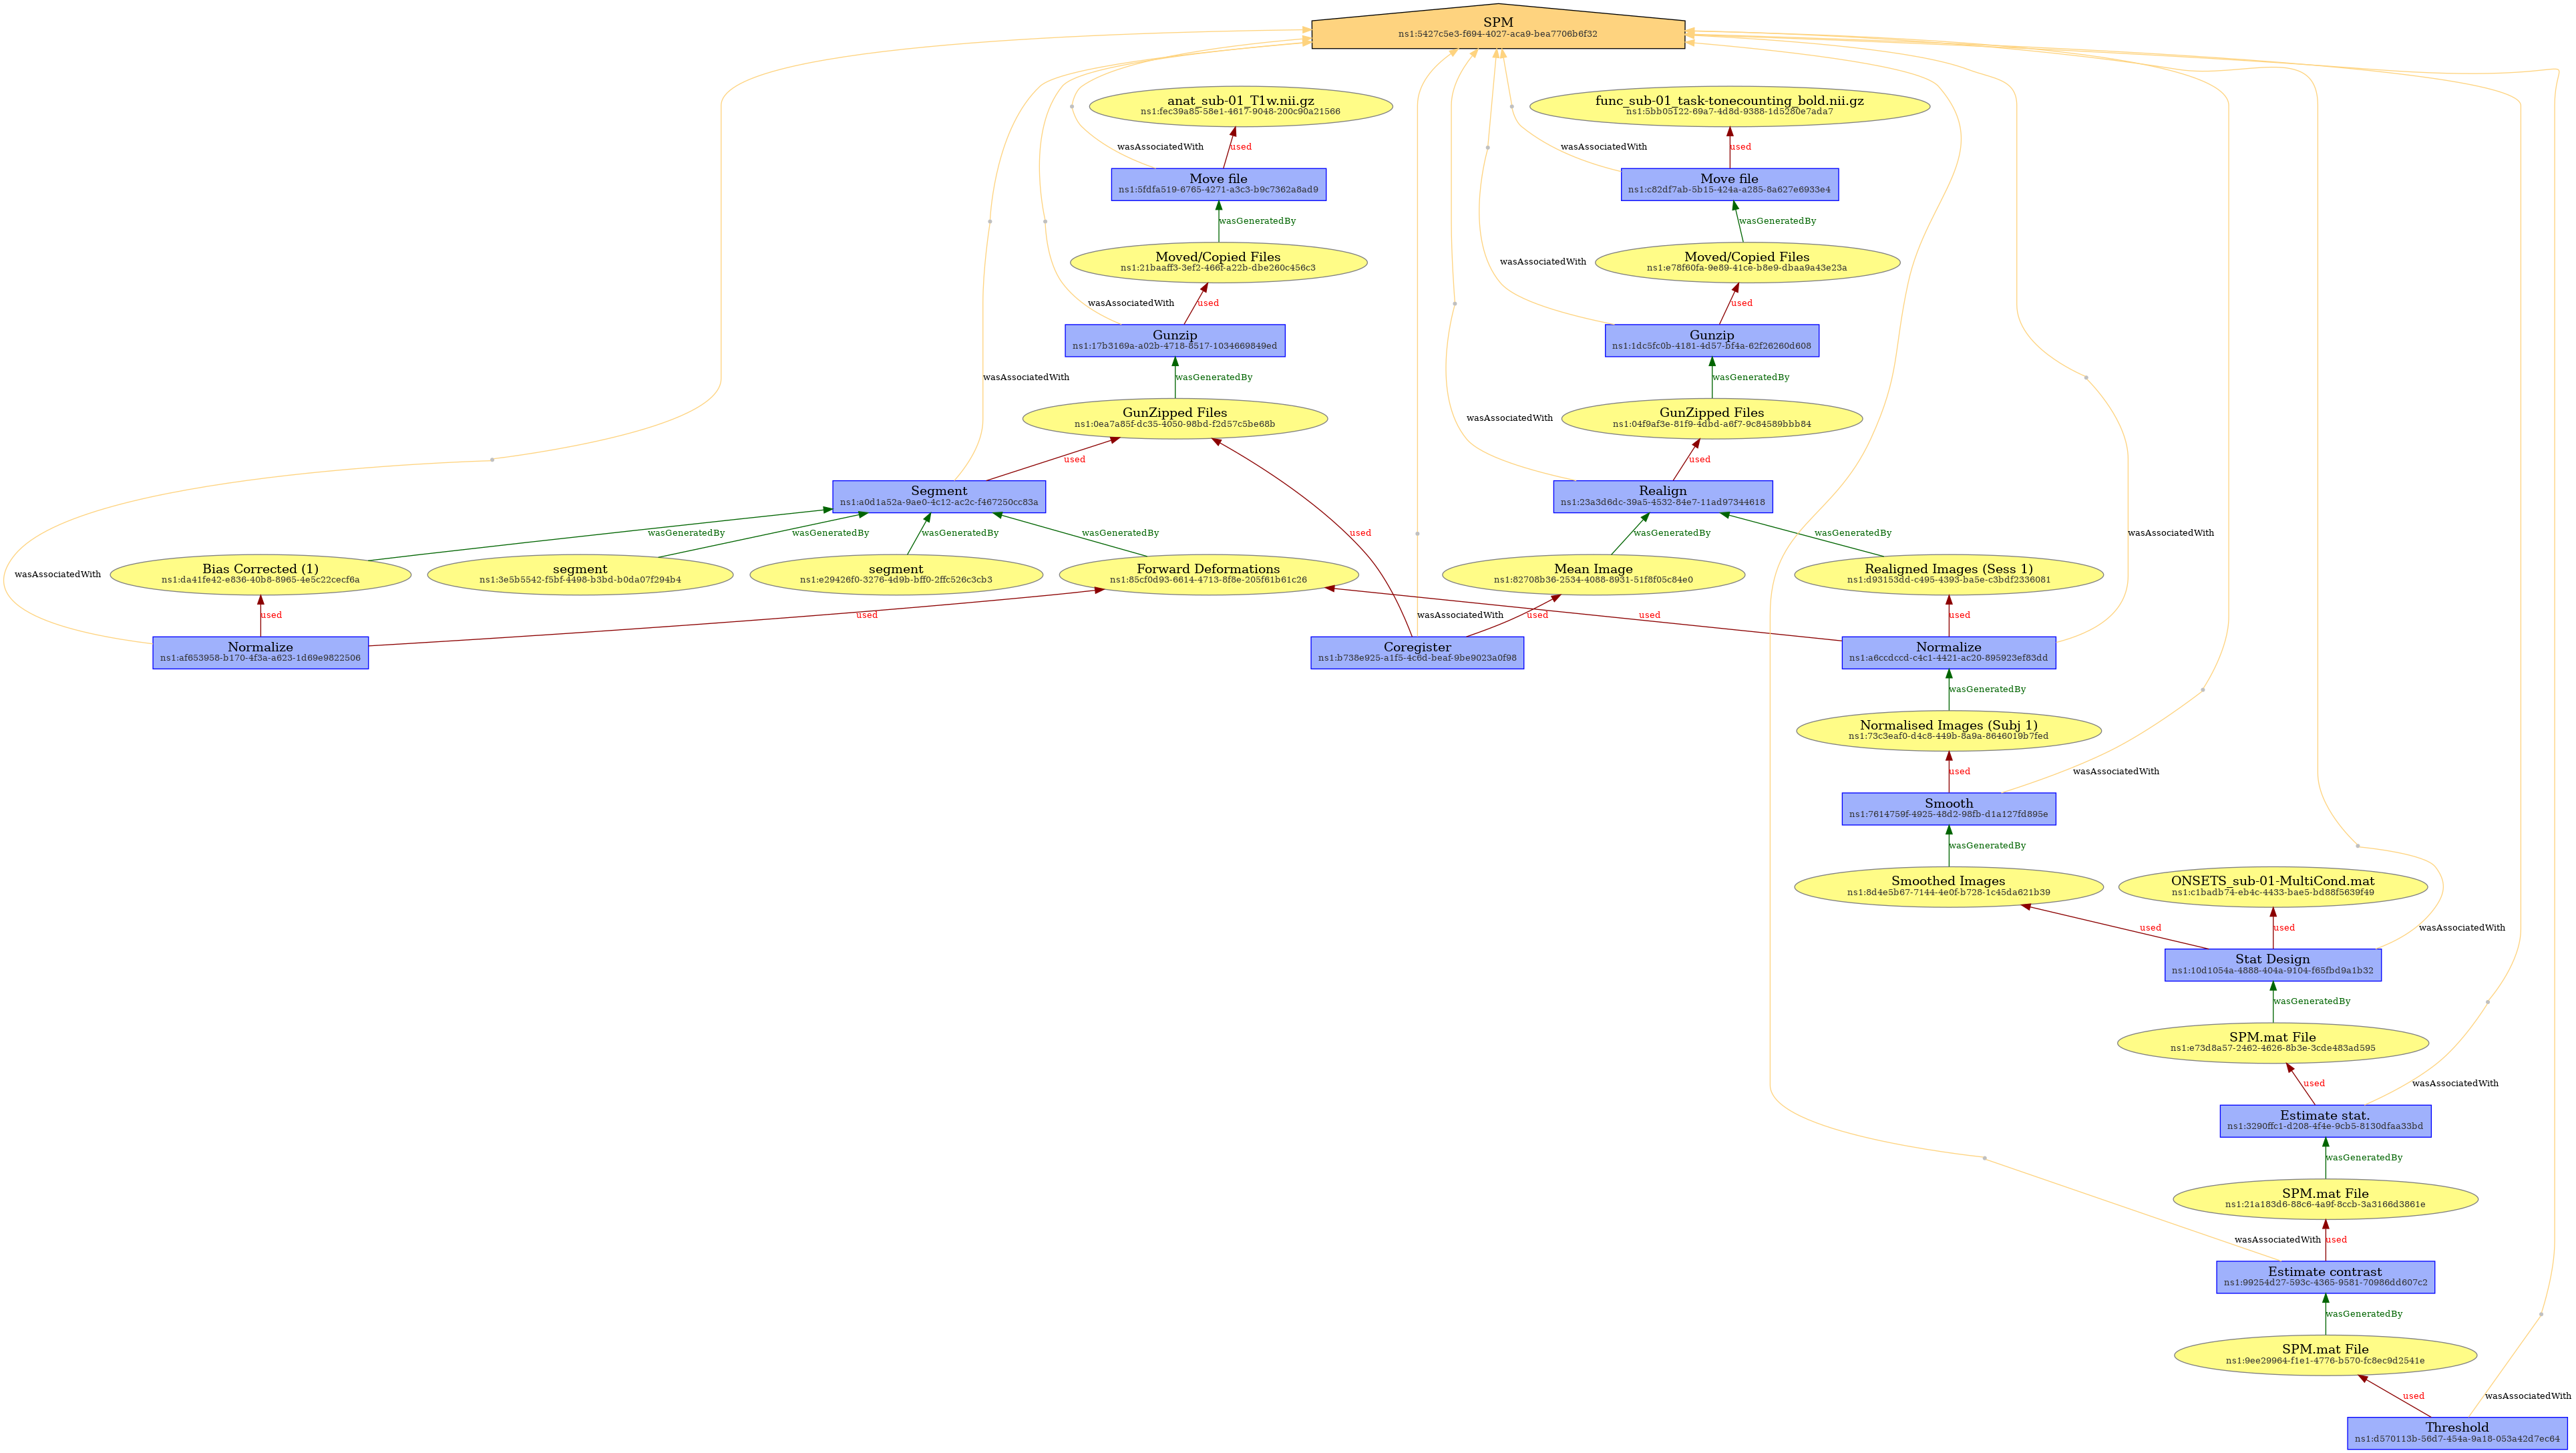 SPM
ns1:5427c5e3-f694-4027-aca9-bea7706b6f32
anat_sub-01_T1w.nii.gz
ns1:fec39a85-58e1-4617-9048-200c90a21566
func_sub-01_task-tonecounting_bold.nii.gz
ns1:5bb05122-69a7-4d8d-9388-1d5280e7ada7
wasAssociatedWith
used
wasAssociatedWith
used
Move file
ns1:5fdfa519-6765-4271-a3c3-b9c7362a8ad9
Move file
ns1:c82df7ab-5b15-424a-a285-8a627e6933e4
wasGeneratedBy
wasGeneratedBy
Moved/Copied Files
ns1:21baaff3-3ef2-466f-a22b-dbe260c456c3
wasAssociatedWith
Moved/Copied Files
ns1:e78f60fa-9e89-41ce-b8e9-dbaa9a43e23a
wasAssociatedWith
used
used
Gunzip
ns1:17b3169a-a02b-4718-8517-1034669849ed
Gunzip
ns1:1dc5fc0b-4181-4d57-bf4a-62f26260d608
wasAssociatedWith
wasGeneratedBy
wasGeneratedBy
GunZipped Files
ns1:0ea7a85f-dc35-4050-98bd-f2d57c5be68b
wasAssociatedWith
GunZipped Files
ns1:04f9af3e-81f9-4dbd-a6f7-9c84589bbb84
used
used
Segment
ns1:a0d1a52a-9ae0-4c12-ac2c-f467250cc83a
Realign
ns1:23a3d6dc-39a5-4532-84e7-11ad97344618
wasGeneratedBy
wasGeneratedBy
wasGeneratedBy
wasGeneratedBy
used
wasGeneratedBy
wasGeneratedBy
wasAssociatedWith
wasAssociatedWith
Bias Corrected (1)
ns1:da41fe42-e836-40b8-8965-4e5c22cecf6a
segment
ns1:3e5b5542-f5bf-4498-b3bd-b0da07f294b4
segment
ns1:e29426f0-3276-4d9b-bff0-2ffc526c3cb3
Forward Deformations
ns1:85cf0d93-6614-4713-8f8e-205f61b61c26
Mean Image
ns1:82708b36-2534-4088-8931-51f8f05c84e0
Realigned Images (Sess 1)
ns1:d93153dd-c495-4393-ba5e-c3bdf2336081
used
used
wasAssociatedWith
used
used
used
Normalize
ns1:af653958-b170-4f3a-a623-1d69e9822506
Coregister
ns1:b738e925-a1f5-4c6d-beaf-9be9023a0f98
Normalize
ns1:a6ccdccd-c4c1-4421-ac20-895923ef83dd
wasGeneratedBy
Normalised Images (Subj 1)
ns1:73c3eaf0-d4c8-449b-8a9a-8646019b7fed
used
wasAssociatedWith
Smooth
ns1:7614759f-4925-48d2-98fb-d1a127fd895e
wasGeneratedBy
Smoothed Images
ns1:8d4e5b67-7144-4e0f-b728-1c45da621b39
ONSETS_sub-01-MultiCond.mat
ns1:c1badb74-eb4c-4433-bae5-bd88f5639f49
used
used
wasAssociatedWith
Stat Design
ns1:10d1054a-4888-404a-9104-f65fbd9a1b32
wasGeneratedBy
SPM.mat File
ns1:e73d8a57-2462-4626-8b3e-3cde483ad595
used
wasAssociatedWith
Estimate stat.
ns1:3290ffc1-d208-4f4e-9cb5-8130dfaa33bd
wasGeneratedBy
SPM.mat File
ns1:21a183d6-88c6-4a9f-8ccb-3a3166d3861e
wasAssociatedWith
used
Estimate contrast
ns1:99254d27-593c-4365-9581-70986dd607c2
wasGeneratedBy
SPM.mat File
ns1:9ee29964-f1e1-4776-b570-fc8ec9d2541e
used
wasAssociatedWith
Threshold
ns1:d570113b-56d7-454a-9a18-053a42d7ec64